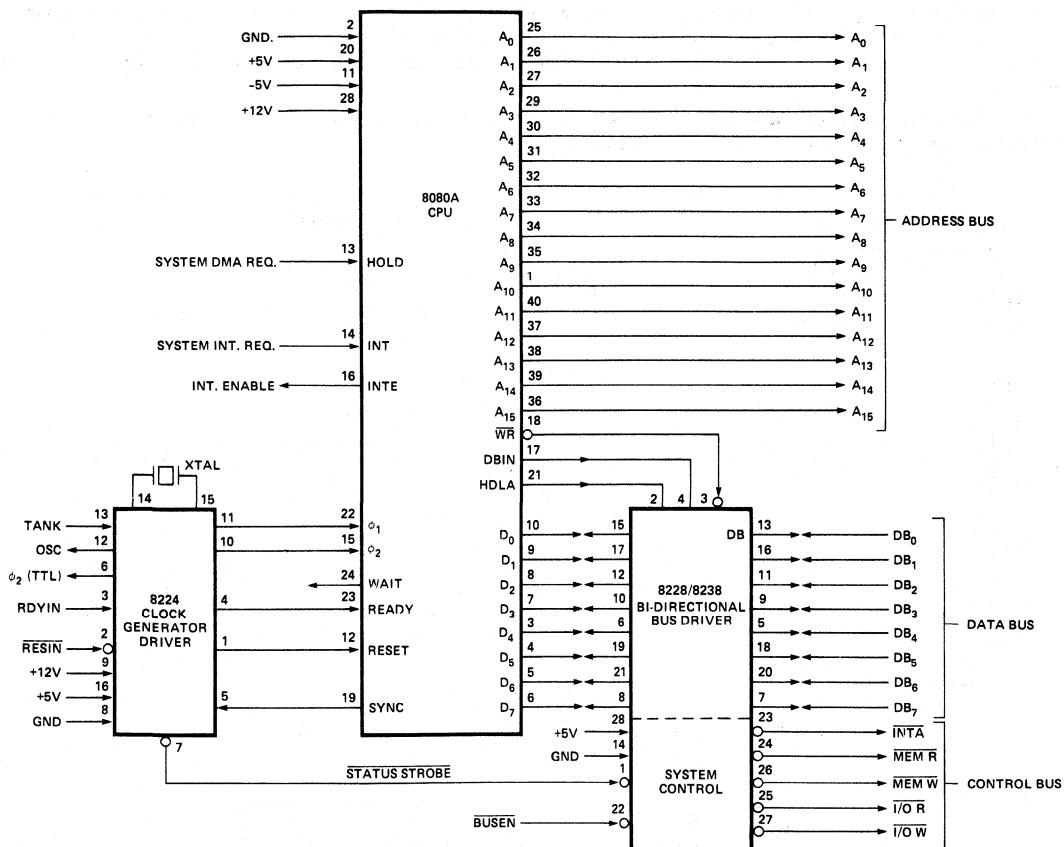 2
GND.
20
+5V
11
-5V
28
+12V
8080A
CPU
A0 25 A0
A1 26 A1
A2 27 A2
A3 29 A3
A4 30 A4
A5 31 A5
A6 32 A6
A7 33 A7
A8 34 A8
A9 35 A9
A10 1 A10
A11 40 A11
A12 37 A12
A13 38 A13
A14 39 A14
A15 36 A15
ADDRESS BUS
SYSTEM DMA REQ. 13 HOLD
SYSTEM INT. REQ. 14 INT
INT. ENABLE 16 INTE
WR 18
DBIN 17
HDLA 21
2 4 3
XTAL
14 15
TANK 13
OSC 12
φ2 (TTL) 6
RDYIN 3
RESIN 2
+12V 9
+5V 16
GND 8
8224
CLOCK
GENERATOR
DRIVER
11 22 φ1
10 15 φ2
24 WAIT
4 23 READY
1 12 RESET
5 19 SYNC
7
STATUS STROBE
D0 10 15
D1 9 17
D2 8 12
D3 7 10
D4 3 6
D5 4 19
D6 5 21
D7 6 8
DB
8228/8238
BI-DIRECTIONAL
BUS DRIVER
13 DB0
16 DB1
11 DB2
9 DB3
5 DB4
18 DB5
20 DB6
7 DB7
DATA BUS
+5V 28
GND 14
1
BUSEN 22
SYSTEM
CONTROL
23 INTA
24 MEM R
26 MEM W
25 I/O R
27 I/O W
CONTROL BUS